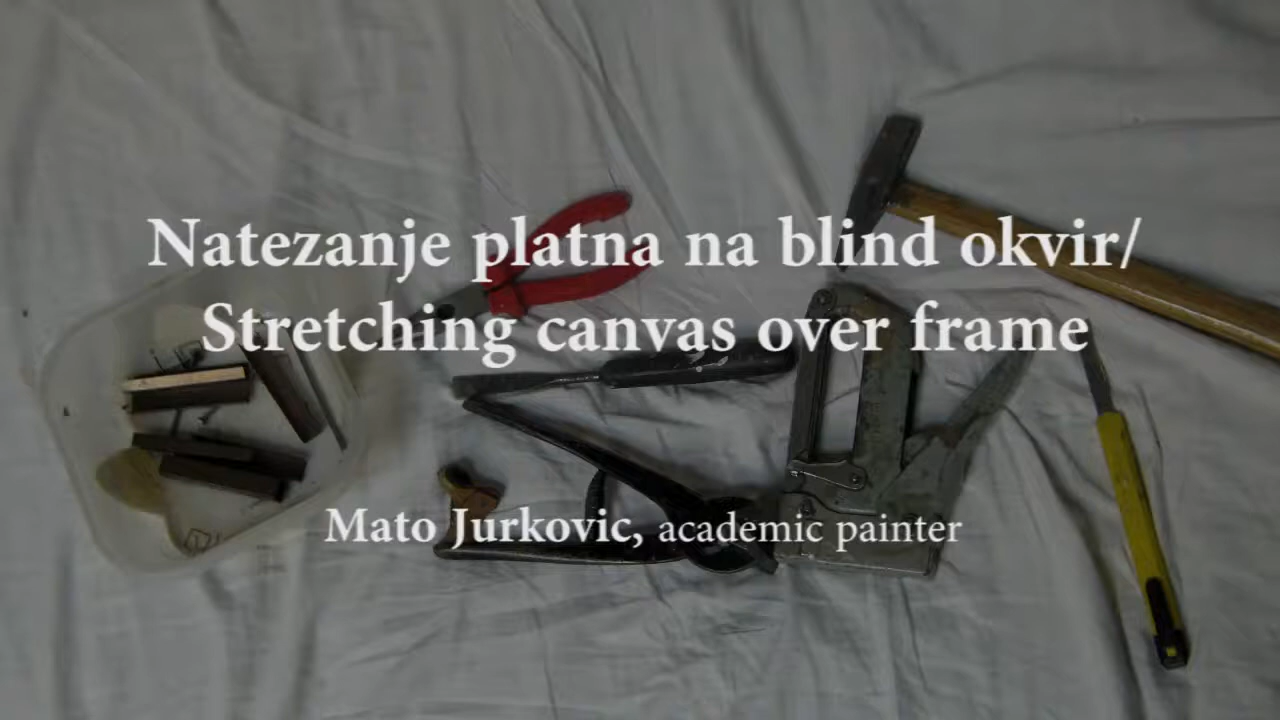 Natezanje platna na blind okvir/
Stretching canvas over frame
Mato Jurkovic, academic painter